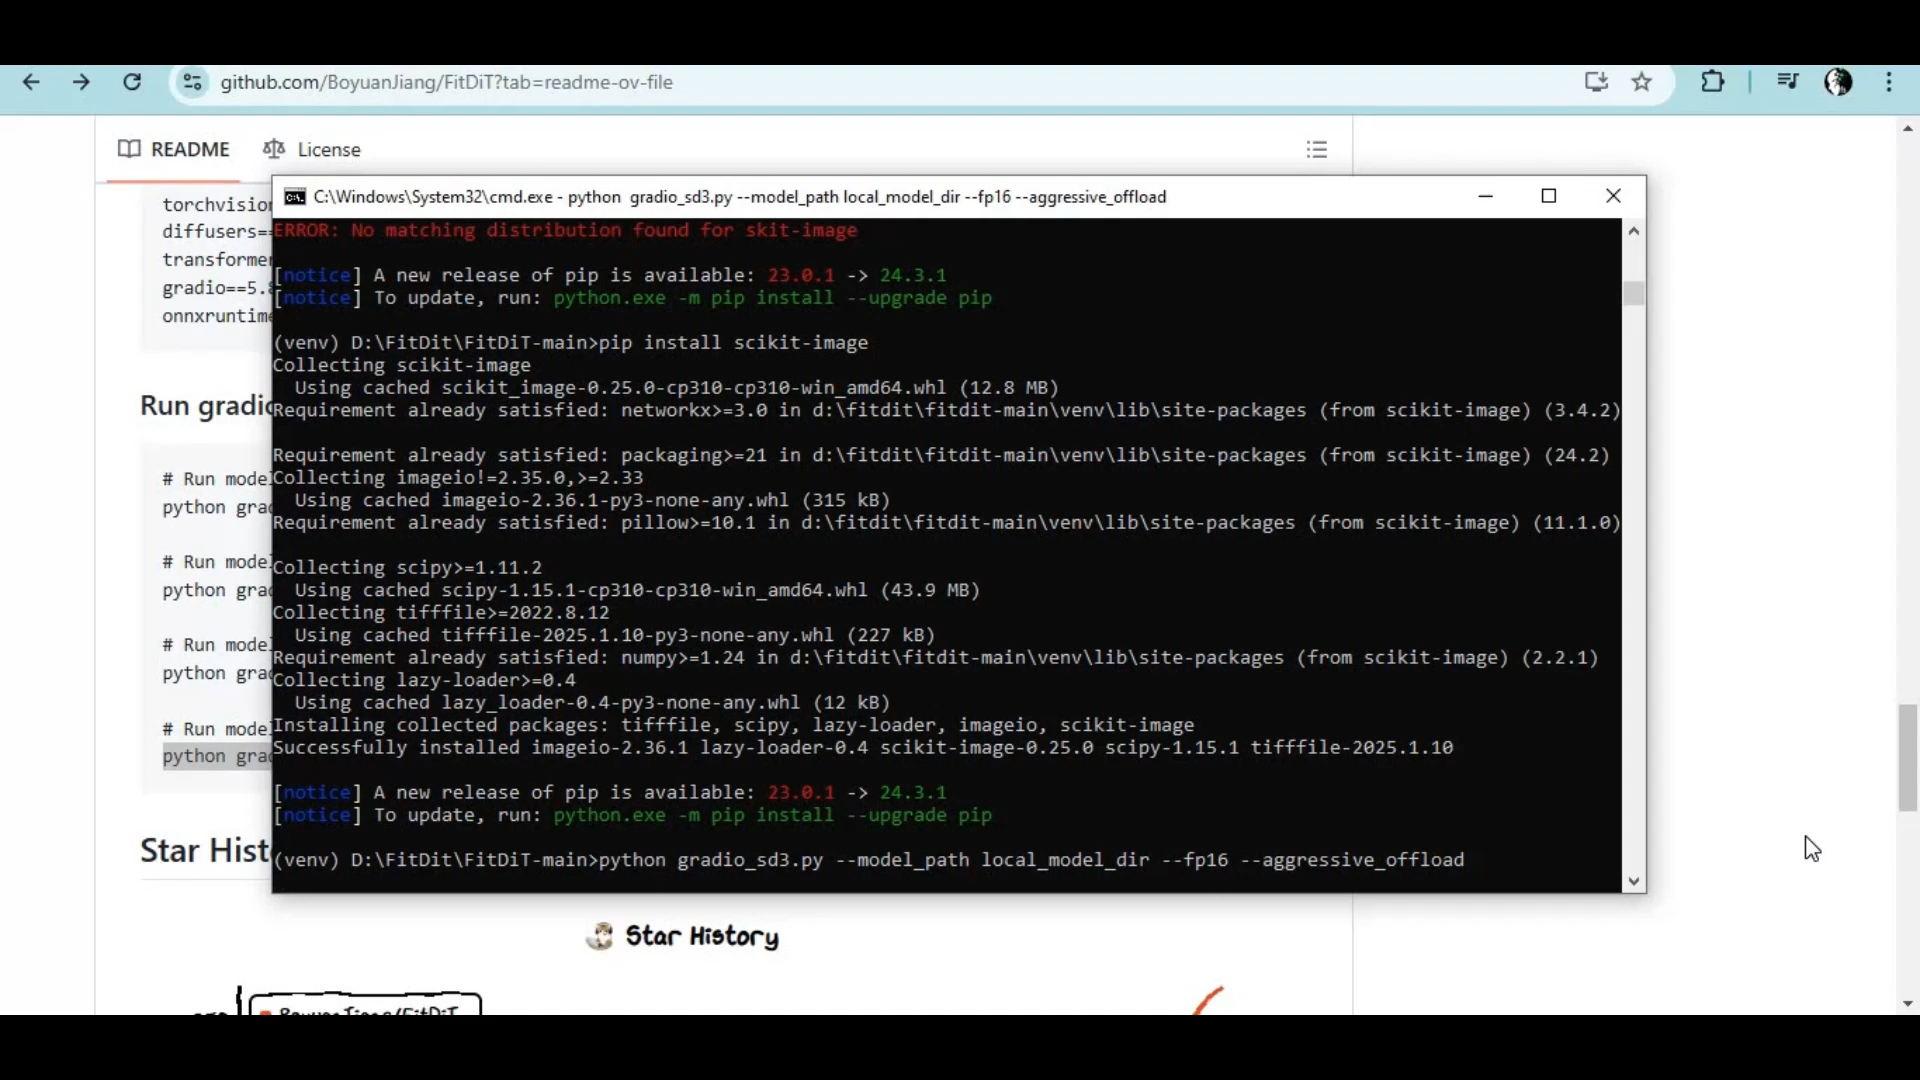 github.com/BoyuanJiang/FitDiT?tab=readme-ov-file
README
License
torchvision
diffusers==
transformer
gradio==5.8
onnxruntime
Run gradio
# Run model
python grad
# Run model
python grad
# Run model
python grad
# Run model
python grad
Star Hist
C:\Windows\System32\cmd.exe - python gradio_sd3.py --model_path local_model_dir --fp16 --aggressive_offload
ERROR: No matching distribution found for skit-image
[notice] A new release of pip is available: 23.0.1 -> 24.3.1
[notice] To update, run: python.exe -m pip install --upgrade pip
(venv) D:\FitDit\FitDiT-main>pip install scikit-image
Collecting scikit-image
Using cached scikit_image-0.25.0-cp310-cp310-win_amd64.whl (12.8 MB)
Requirement already satisfied: networkx>=3.0 in d:\fitdit\fitdit-main\venv\lib\site-packages (from scikit-image) (3.4.2)
Requirement already satisfied: packaging>=21 in d:\fitdit\fitdit-main\venv\lib\site-packages (from scikit-image) (24.2)
Collecting imageio!=2.35.0,>=2.33
Using cached imageio-2.36.1-py3-none-any.whl (315 kB)
Requirement already satisfied: pillow>=10.1 in d:\fitdit\fitdit-main\venv\lib\site-packages (from scikit-image) (11.1.0)
Collecting scipy>=1.11.2
Using cached scipy-1.15.1-cp310-cp310-win_amd64.whl (43.9 MB)
Collecting tifffile>=2022.8.12
Using cached tifffile-2025.1.10-py3-none-any.whl (227 kB)
Requirement already satisfied: numpy>=1.24 in d:\fitdit\fitdit-main\venv\lib\site-packages (from scikit-image) (2.2.1)
Collecting lazy-loader>=0.4
Using cached lazy_loader-0.4-py3-none-any.whl (12 kB)
Installing collected packages: tifffile, scipy, lazy-loader, imageio, scikit-image
Successfully installed imageio-2.36.1 lazy-loader-0.4 scikit-image-0.25.0 scipy-1.15.1 tifffile-2025.1.10
[notice] A new release of pip is available: 23.0.1 -> 24.3.1
[notice] To update, run: python.exe -m pip install --upgrade pip
(venv) D:\FitDit\FitDiT-main>python gradio_sd3.py --model_path local_model_dir --fp16 --aggressive_offload
Star History
BoyuanJiang/FitDiT